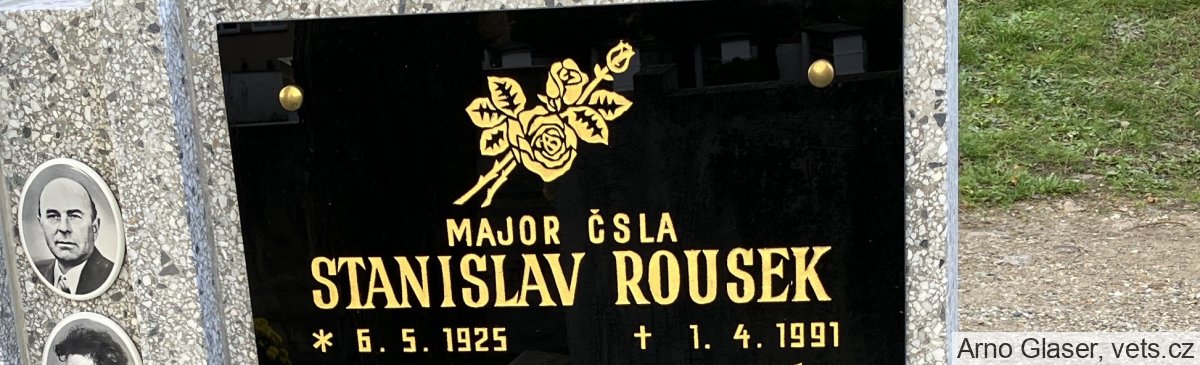 MAJOR ČSLA
STANISLAV ROUSEK
* 6. 5. 1925 † 1. 4. 1991
Arno Glaser, vets.cz